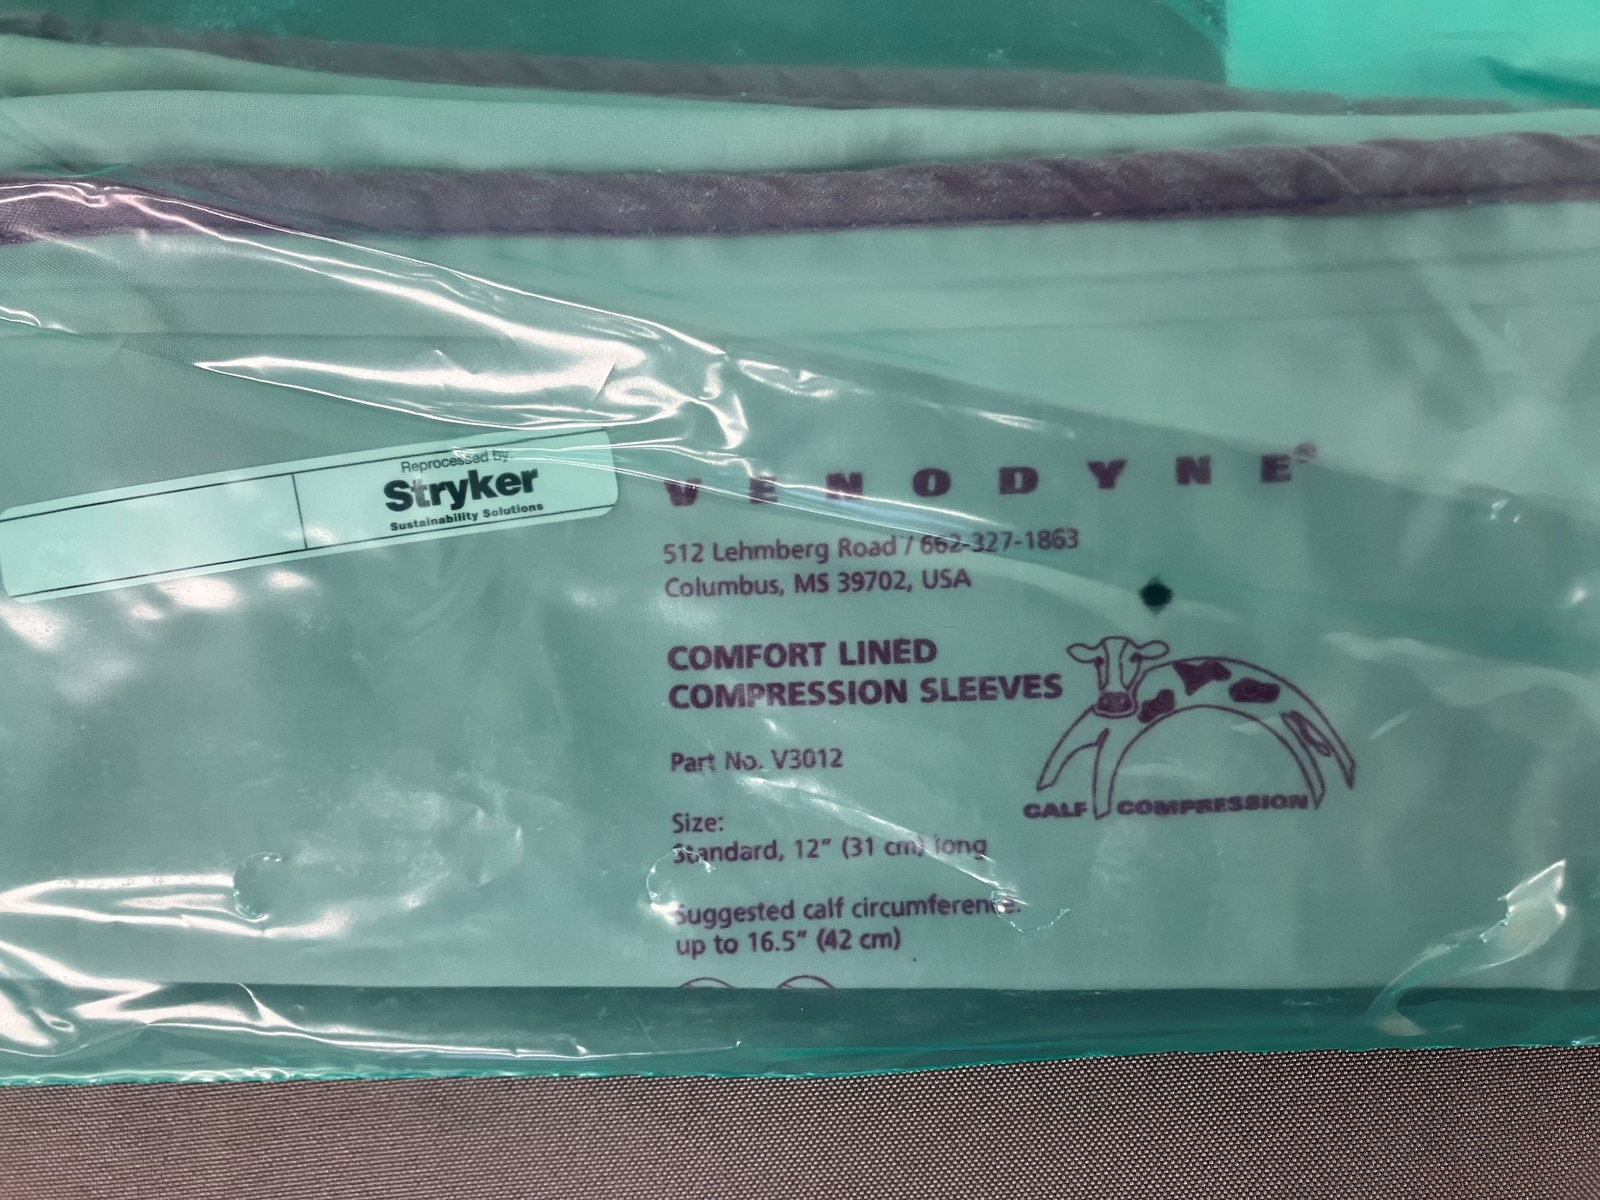 Reprocessed by:
Stryker
Sustainability Solutions
VENODYNE®
512 Lehmberg Road / 662-327-1863
Columbus, MS 39702, USA
COMFORT LINED
COMPRESSION SLEEVES
Part No. V3012
CALF COMPRESSION
Size:
Standard, 12” (31 cm) long
Suggested calf circumference:
up to 16.5” (42 cm)